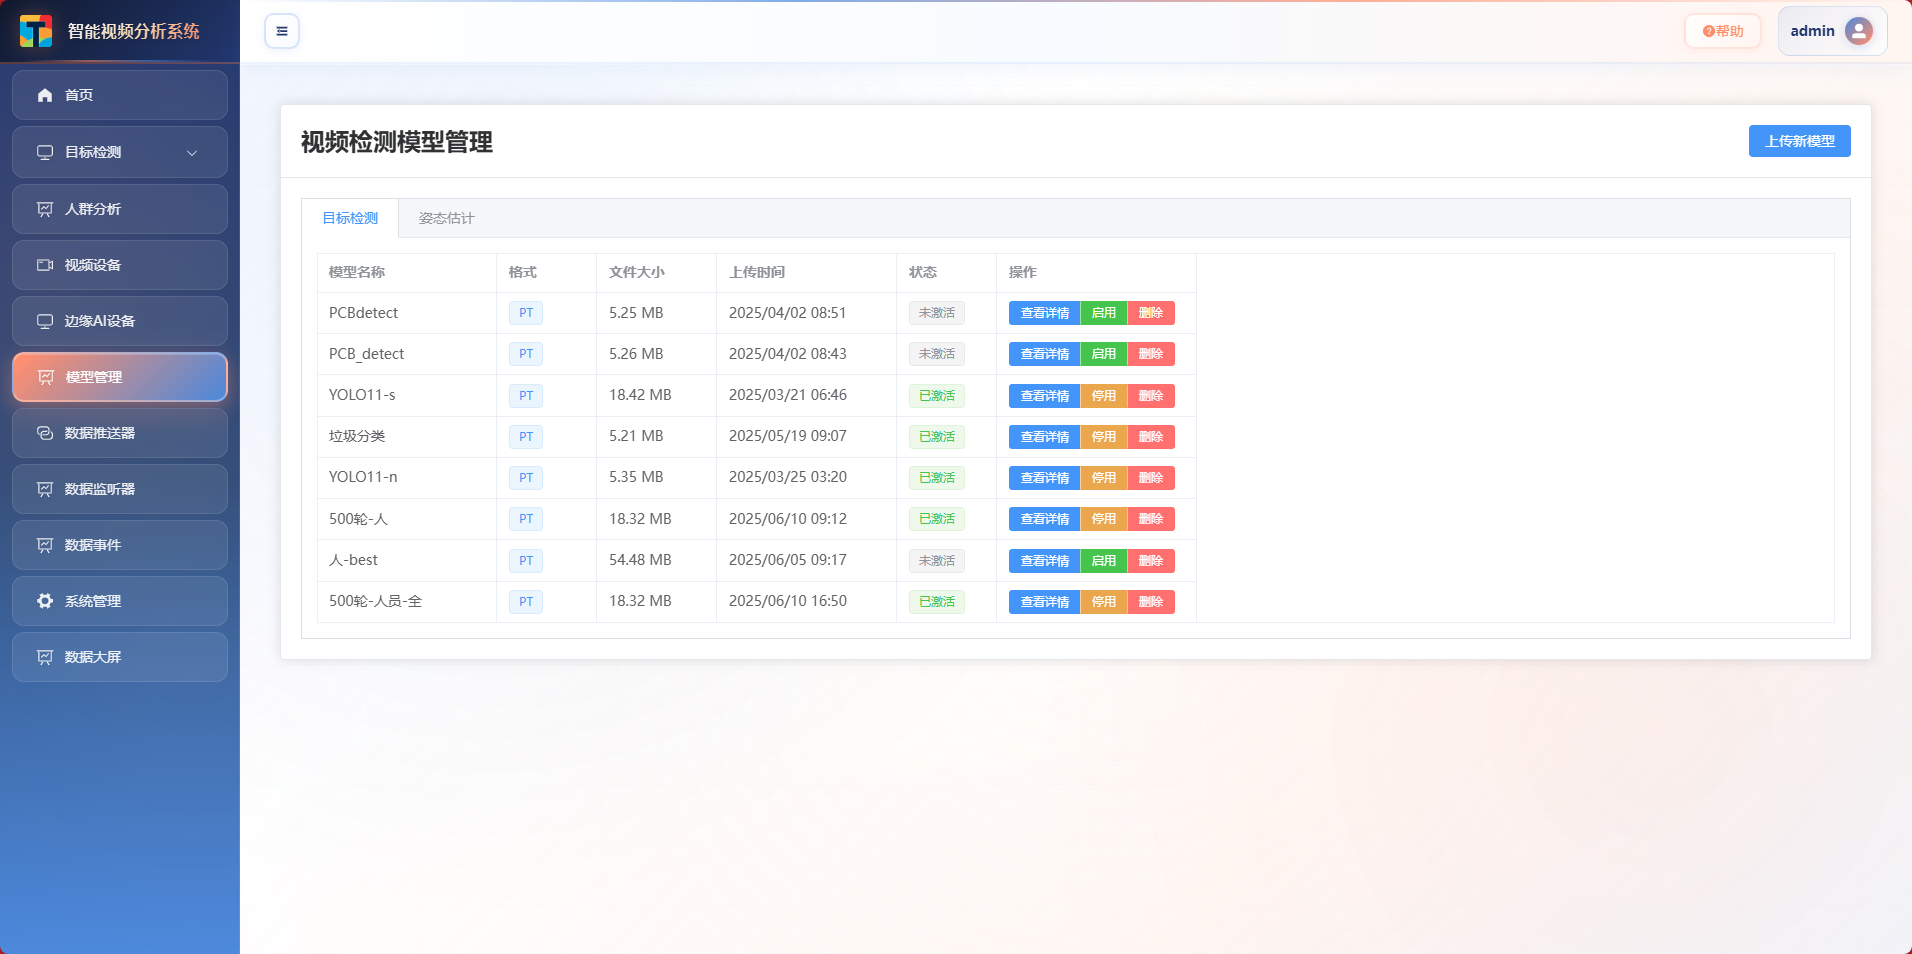 智能视频分析系统
帮助
admin
首页
目标检测
人群分析
视频设备
边缘AI设备
模型管理
数据推送器
数据监听器
数据事件
系统管理
数据大屏
视频检测模型管理
上传新模型
目标检测 姿态估计
模型名称 格式 文件大小 上传时间 状态 操作
PCBdetect PT 5.25 MB 2025/04/02 08:51 未激活 查看详情 启用 删除
PCB_detect PT 5.26 MB 2025/04/02 08:43 未激活 查看详情 启用 删除
YOLO11-s PT 18.42 MB 2025/03/21 06:46 已激活 查看详情 停用 删除
垃圾分类 PT 5.21 MB 2025/05/19 09:07 已激活 查看详情 停用 删除
YOLO11-n PT 5.35 MB 2025/03/25 03:20 已激活 查看详情 停用 删除
500轮-人 PT 18.32 MB 2025/06/10 09:12 已激活 查看详情 停用 删除
人-best PT 54.48 MB 2025/06/05 09:17 未激活 查看详情 启用 删除
500轮-人员-全 PT 18.32 MB 2025/06/10 16:50 已激活 查看详情 停用 删除